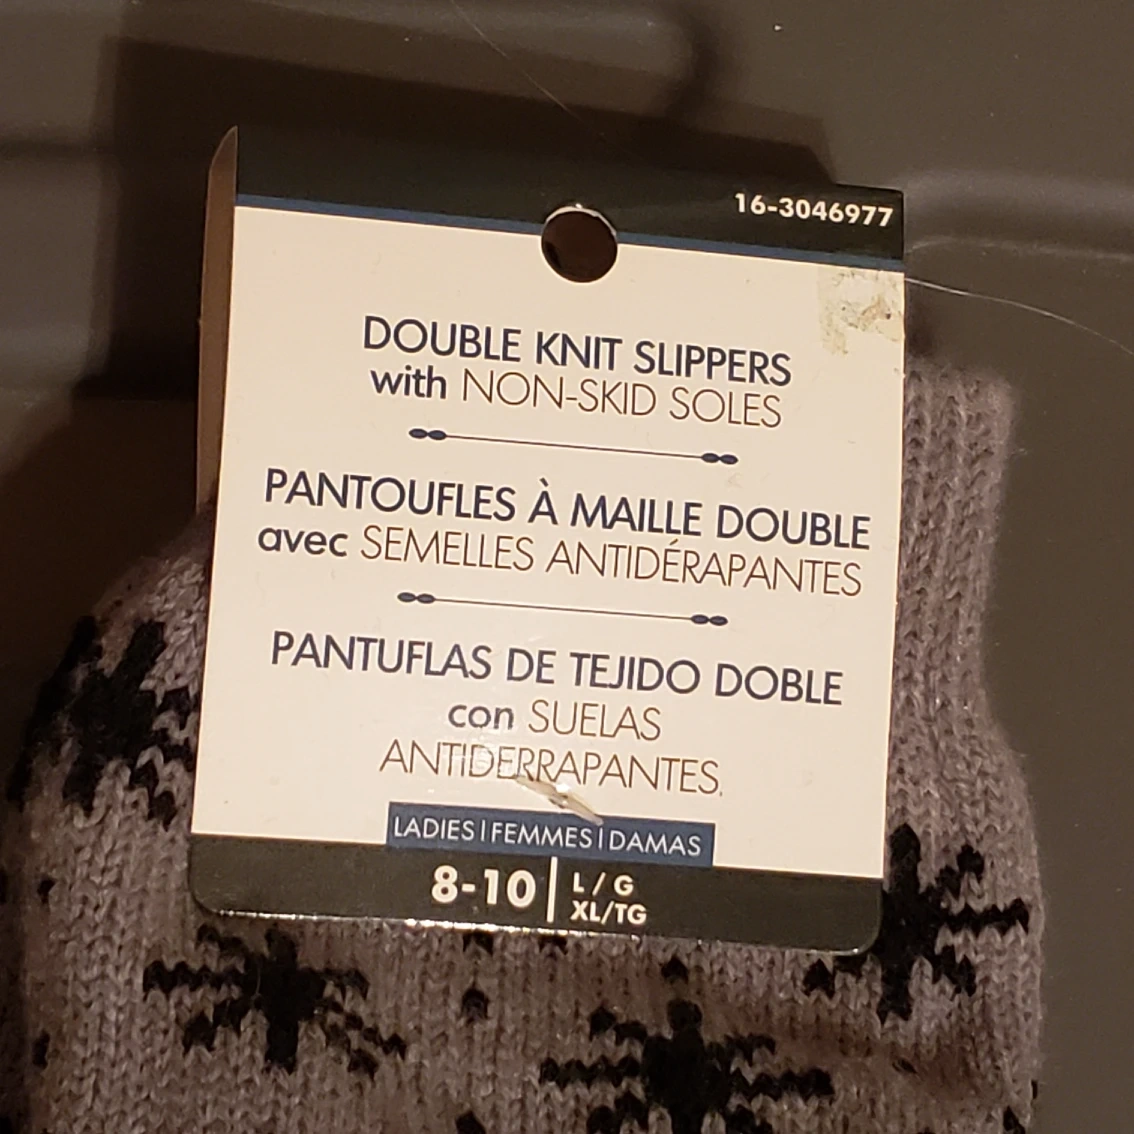 16-3046977
DOUBLE KNIT SLIPPERS
with NON-SKID SOLES
PANTOUFLES À MAILLE DOUBLE
avec SEMELLES ANTIDÉRAPANTES
PANTUFLAS DE TEJIDO DOBLE
con SUELAS
ANTIDERRAPANTES.
LADIES | FEMMES | DAMAS
8-10 | L / G
XL/TG